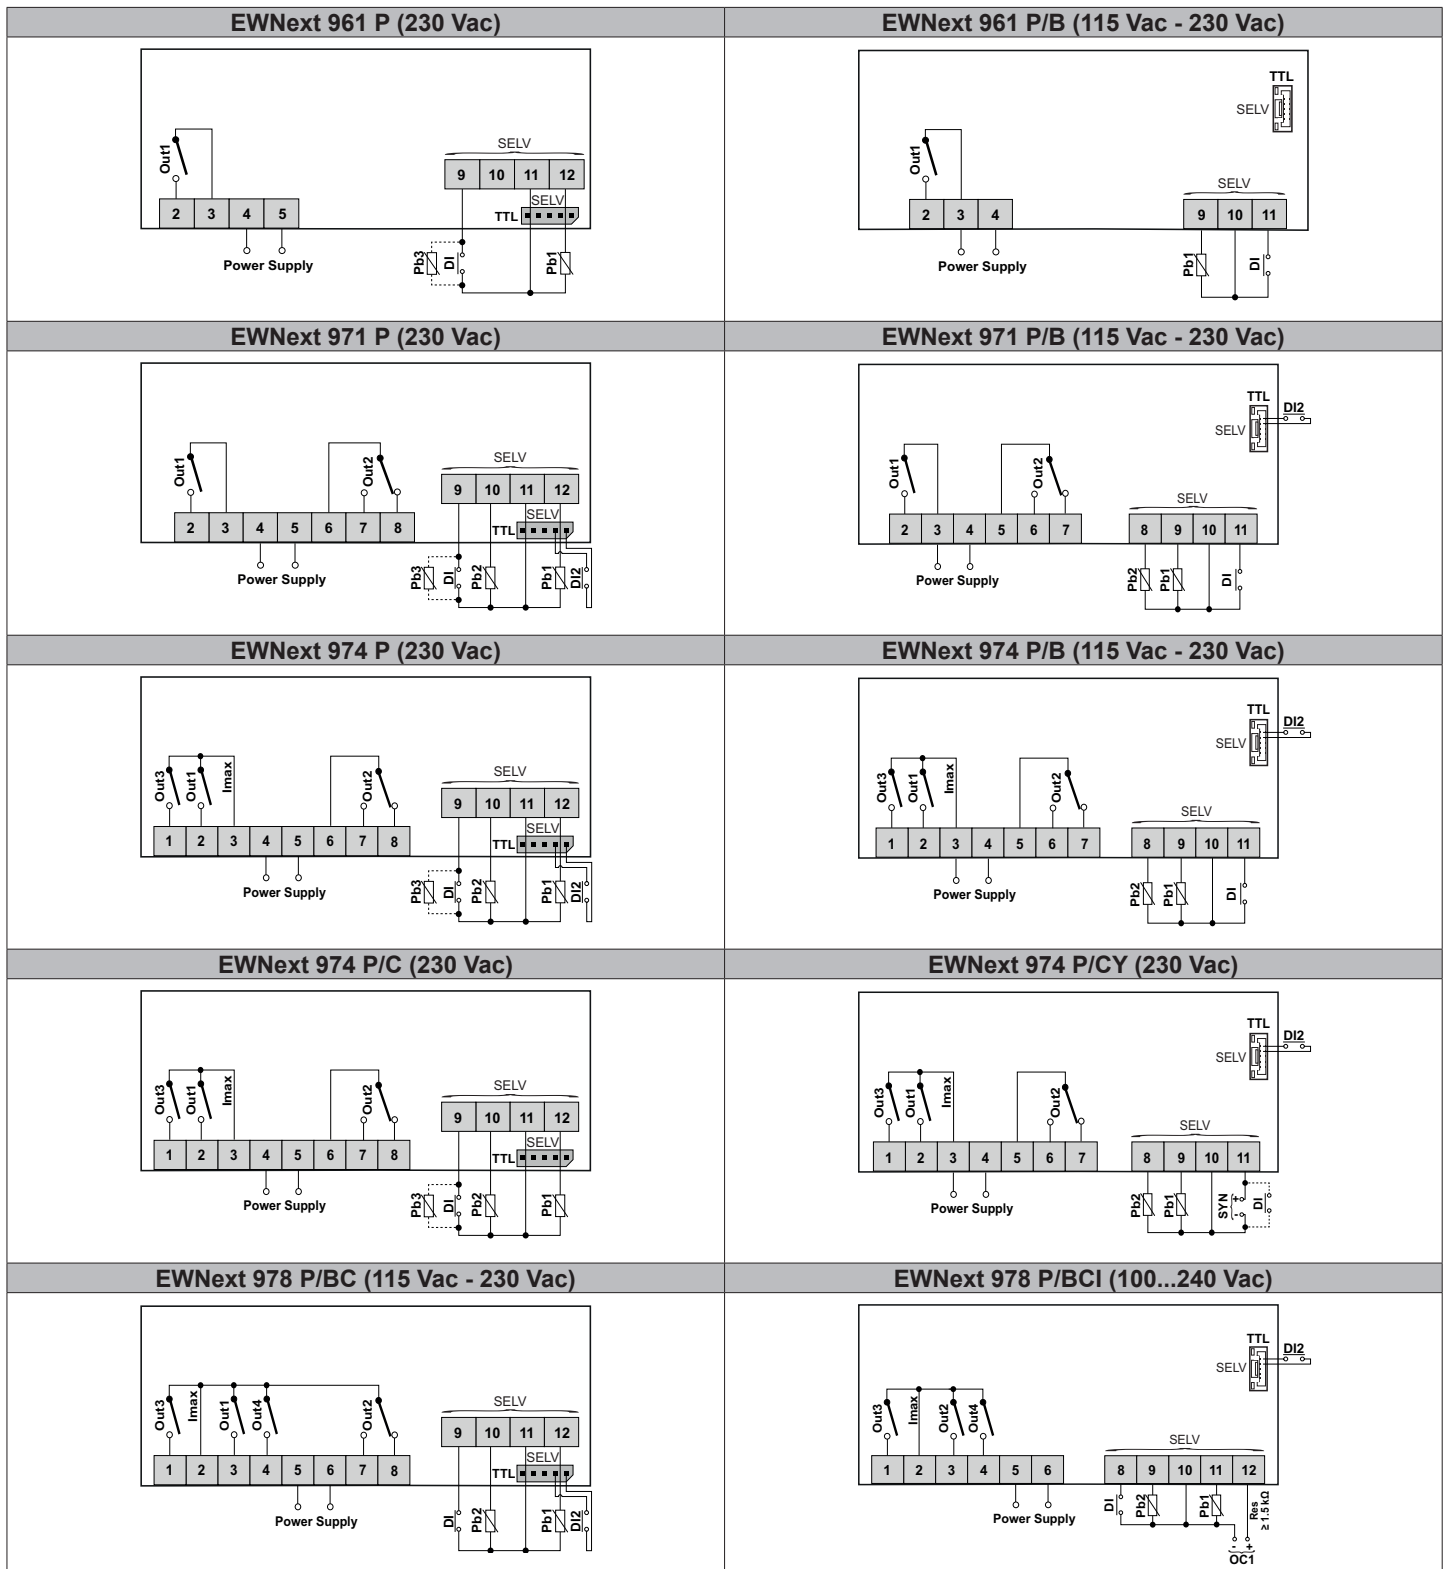 EWNext 961 P (230 Vac)
Out1
2 3 4 5
Power Supply
SELV
9 10 11 12
SELV
TTL
Pb3
DI
Pb1
EWNext 961 P/B (115 Vac - 230 Vac)
TTL
SELV
Out1
2 3 4
Power Supply
SELV
9 10 11
Pb1
DI
EWNext 971 P (230 Vac)
Out1
Out2
2 3 4 5 6 7 8
Power Supply
SELV
9 10 11 12
SELV
TTL
Pb3
DI
Pb2
Pb1
DI2
EWNext 971 P/B (115 Vac - 230 Vac)
TTL
DI2
SELV
Out1
Out2
2 3 4 5 6 7
Power Supply
SELV
8 9 10 11
Pb2
Pb1
DI
EWNext 974 P (230 Vac)
Out3
Out1
Imax
Out2
1 2 3 4 5 6 7 8
Power Supply
SELV
9 10 11 12
SELV
TTL
Pb3
DI
Pb2
Pb1
DI2
EWNext 974 P/B (115 Vac - 230 Vac)
TTL
DI2
SELV
Out3
Out1
Imax
Out2
1 2 3 4 5 6 7
Power Supply
SELV
8 9 10 11
Pb2
Pb1
DI
EWNext 974 P/C (230 Vac)
Out3
Out1
Imax
Out2
1 2 3 4 5 6 7 8
Power Supply
SELV
9 10 11 12
SELV
TTL
Pb3
DI
Pb2
Pb1
EWNext 974 P/CY (230 Vac)
TTL
DI2
SELV
Out3
Out1
Imax
Out2
1 2 3 4 5 6 7
Power Supply
SELV
8 9 10 11
Pb2
Pb1
SYN
+
-
DI
EWNext 978 P/BC (115 Vac - 230 Vac)
Out3
Imax
Out1
Out4
Out2
1 2 3 4 5 6 7 8
Power Supply
SELV
9 10 11 12
SELV
TTL
DI
Pb2
Pb1
DI2
EWNext 978 P/BCI (100...240 Vac)
TTL
DI2
SELV
Out3
Imax
Out2
Out4
1 2 3 4 5 6
Power Supply
SELV
8 9 10 11 12
DI
Pb2
Pb1
Res
≥ 1.5 kΩ
- +
OC1